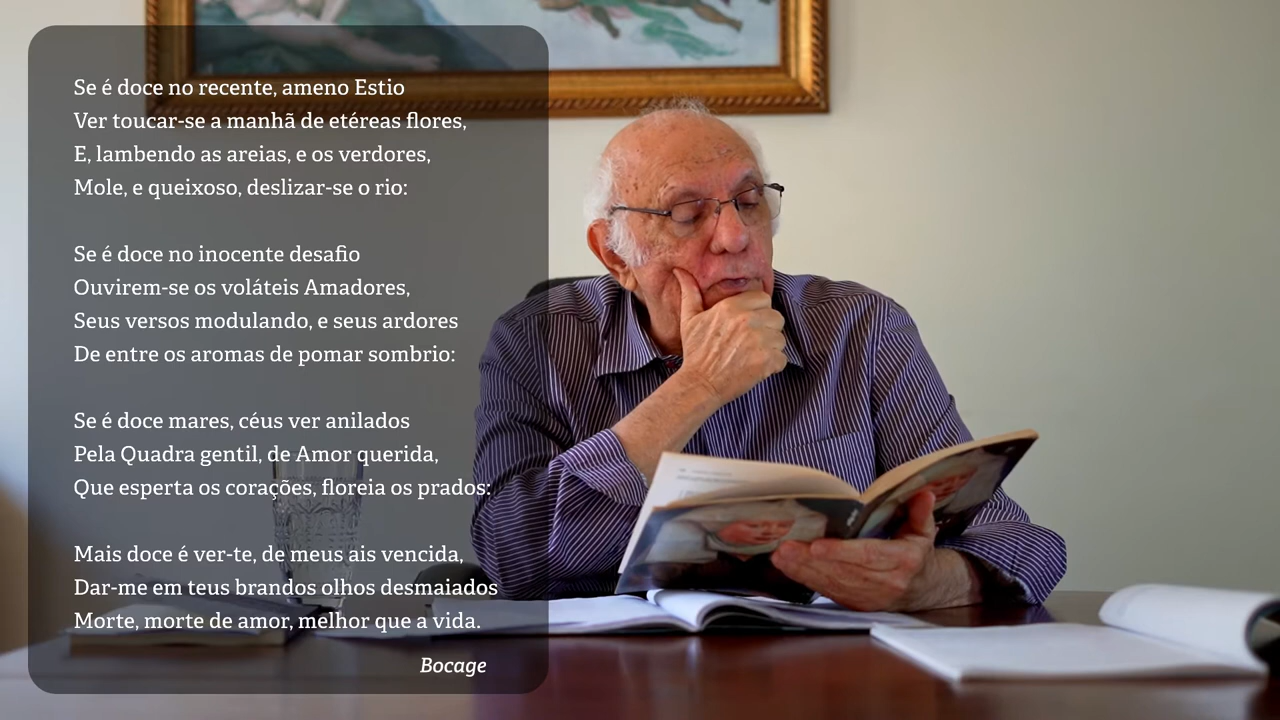 Se é doce no recente, ameno Estio
Ver toucar-se a manhã de etéreas flores,
E, lambendo as areias, e os verdores,
Mole, e queixoso, deslizar-se o rio:
Se é doce no inocente desafio
Ouvirem-se os voláteis Amadores,
Seus versos modulando, e seus ardores
De entre os aromas de pomar sombrio:
Se é doce mares, céus ver anilados
Pela Quadra gentil, de Amor querida,
Que esperta os corações, floreia os prados:
Mais doce é ver-te, de meus ais vencida,
Dar-me em teus brandos olhos desmaiados
Morte, morte de amor, melhor que a vida.
Bocage